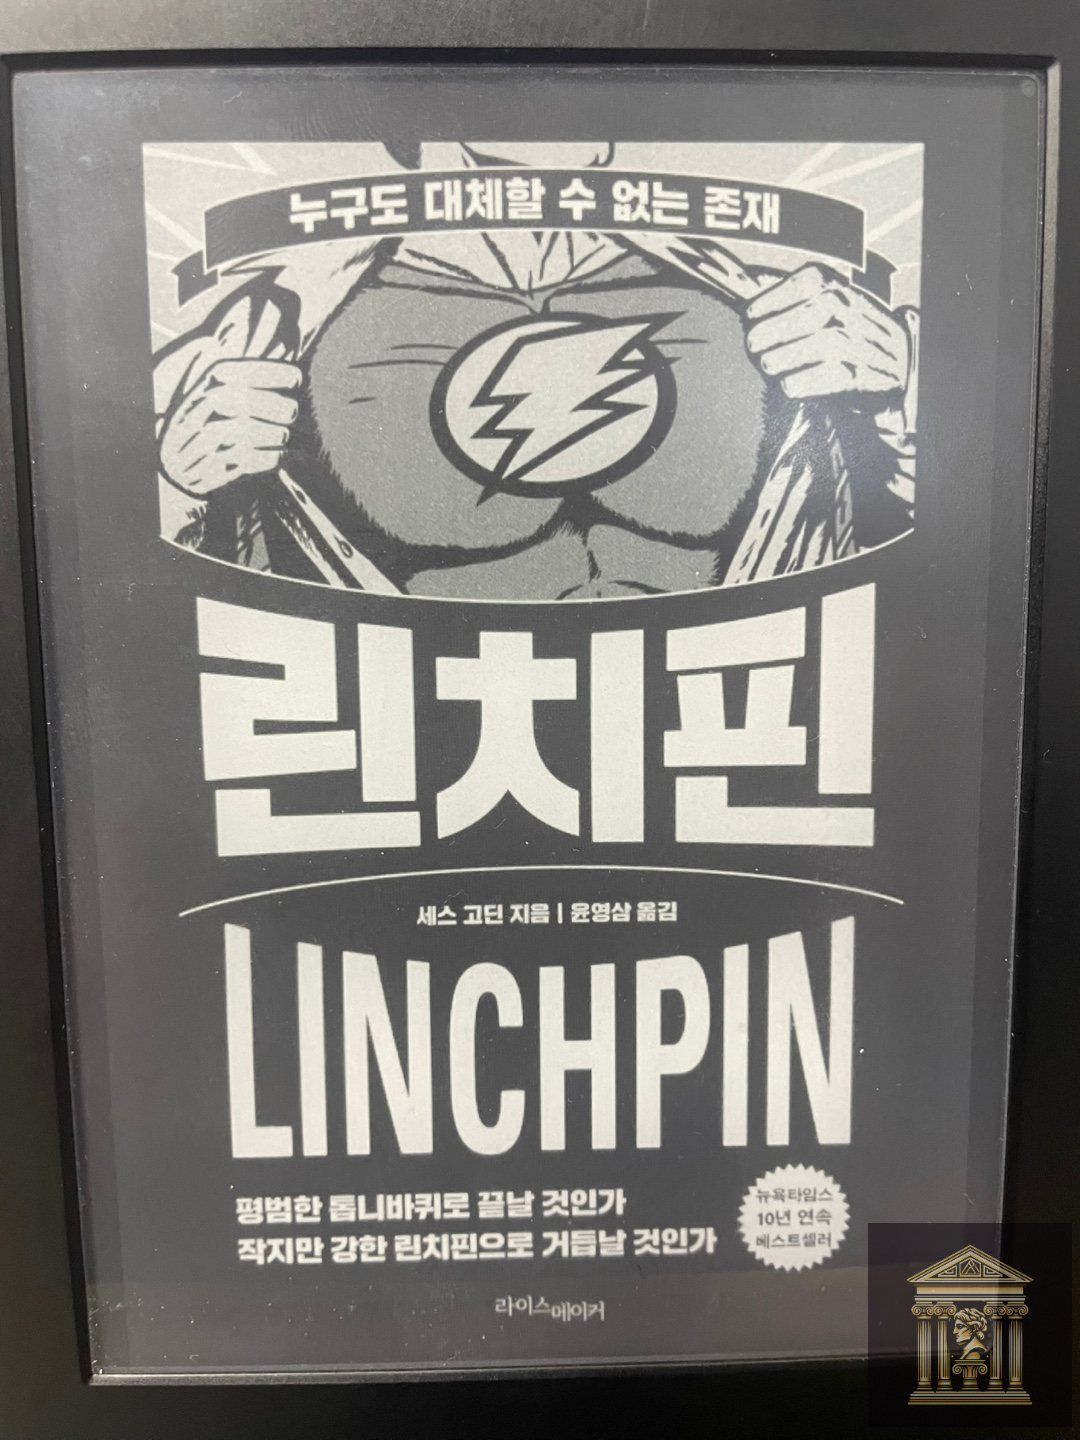 누구도 대체할 수 없는 존재
린치핀
세스 고딘 지음 | 윤영삼 옮김
LINCHPIN
평범한 톱니바퀴로 끝날 것인가
작지만 강한 린치핀으로 거듭날 것인가
뉴욕타임스
10년 연속
베스트셀러
라이스메이커